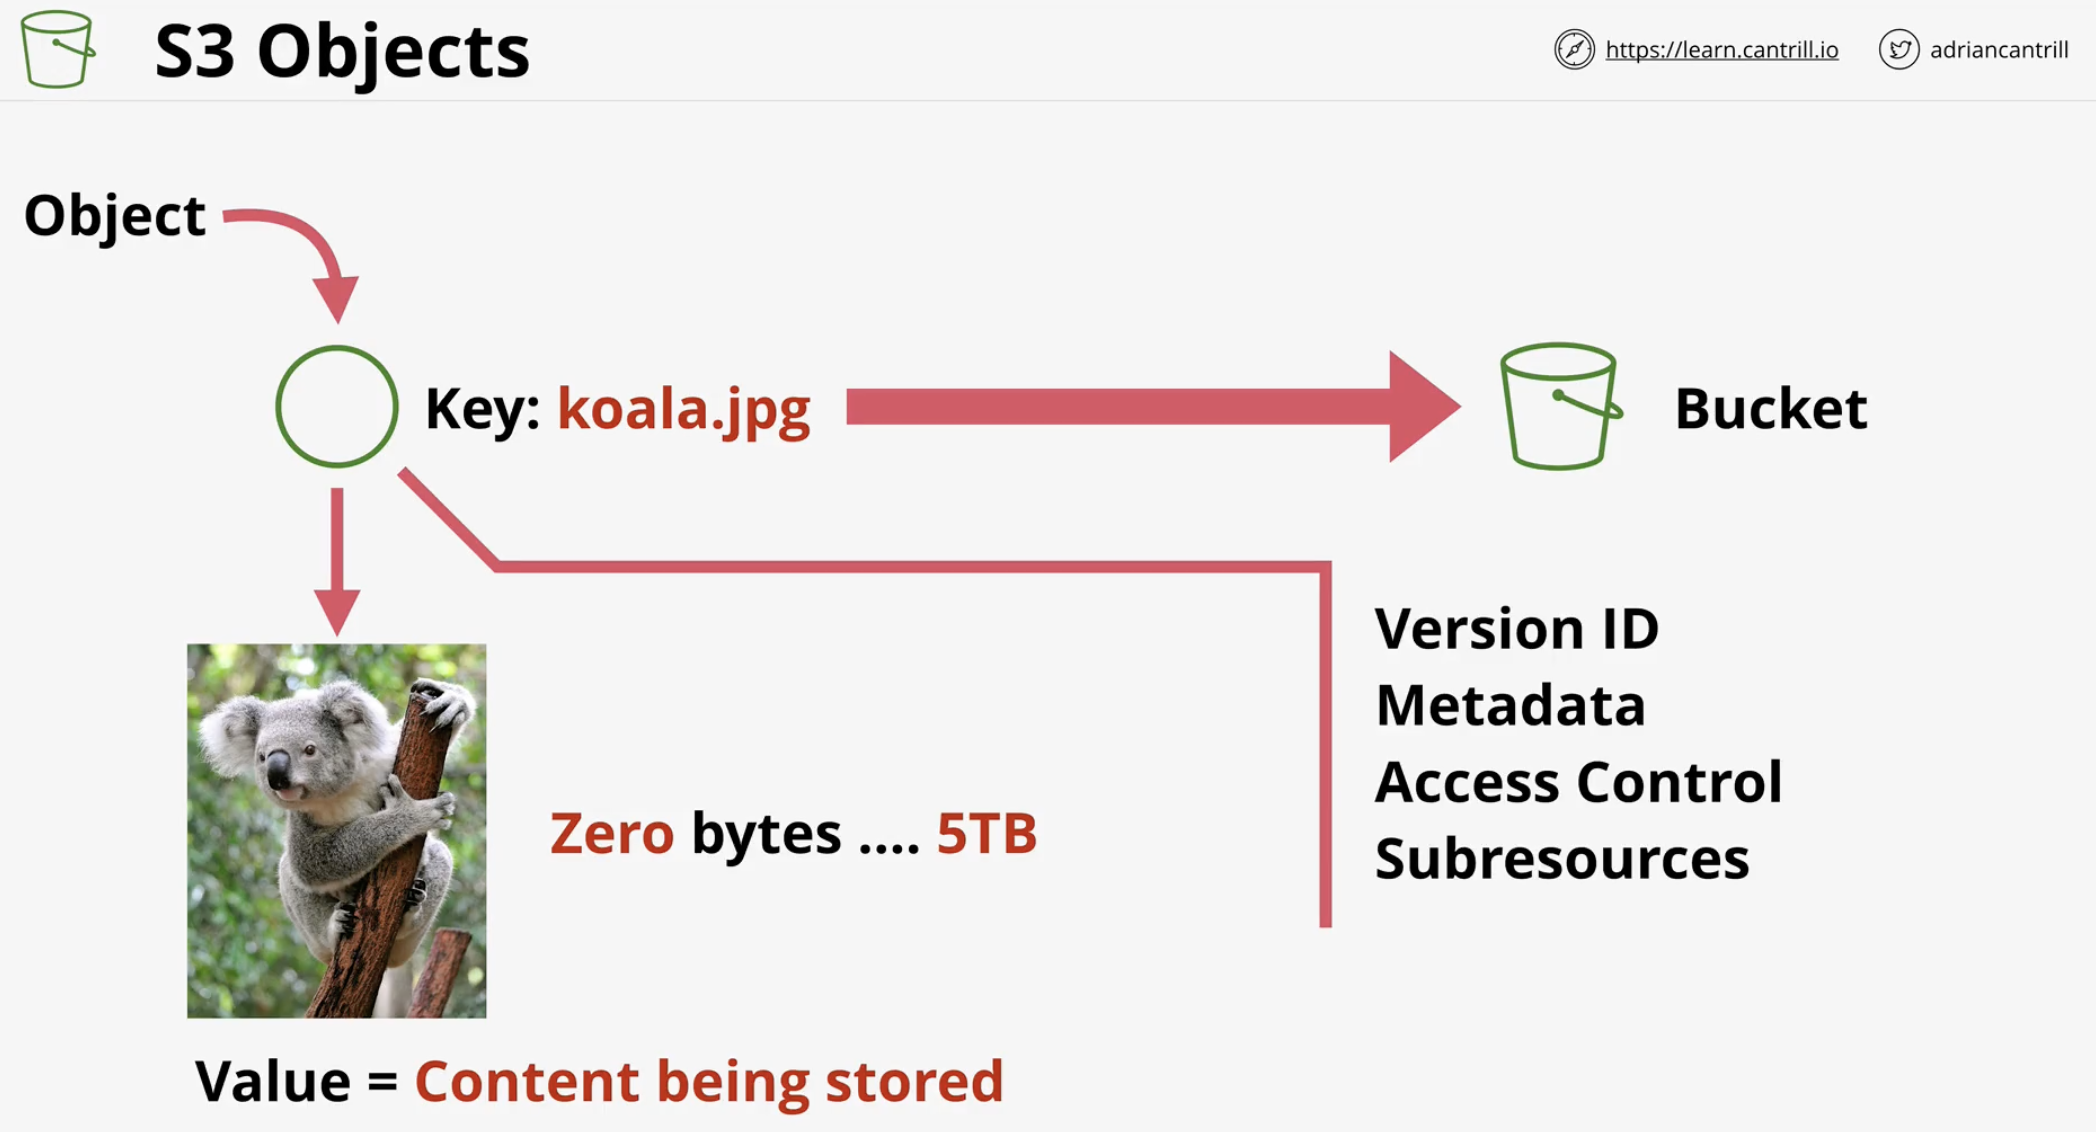 S3 Objects
https://learn.cantrill.io
adriancantrill
Object
Key: koala.jpg
Bucket
Version ID
Metadata
Access Control
Subresources
Zero bytes .... 5TB
Value = Content being stored